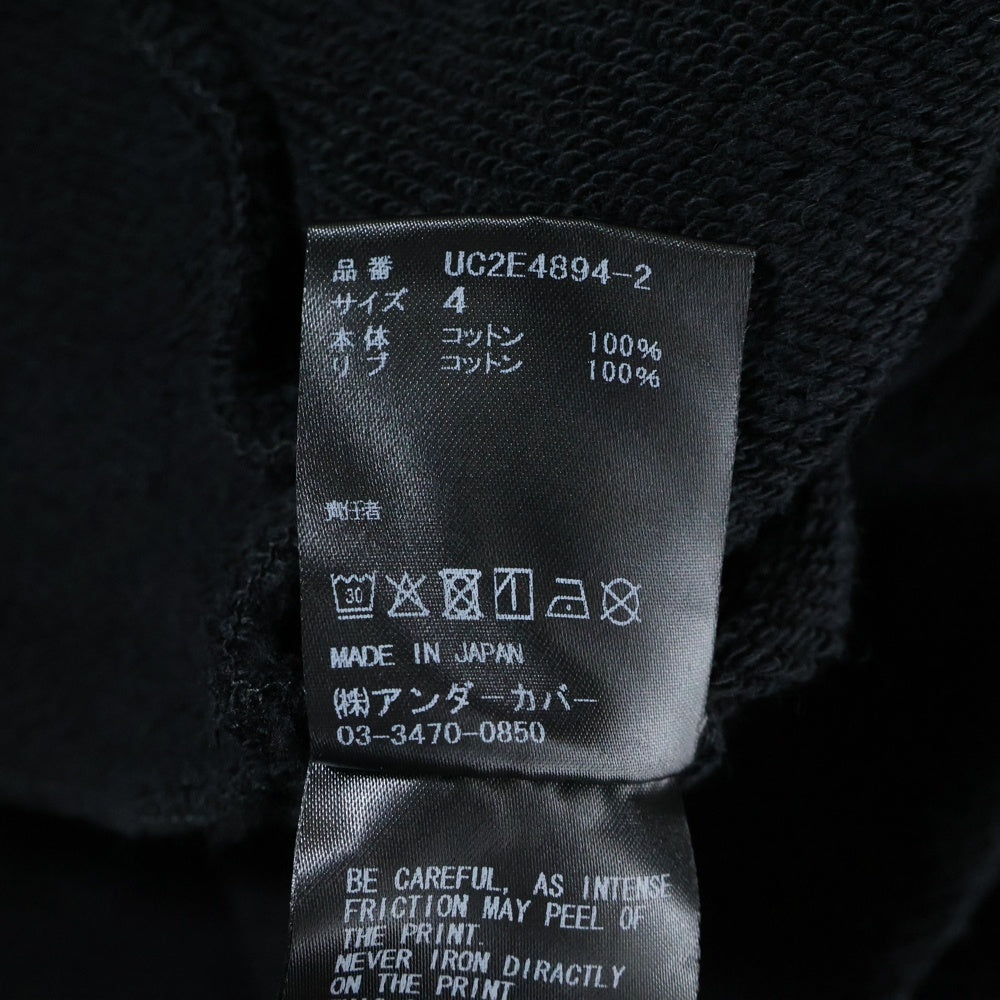 品番 UC2E4894-2
サイズ 4
本体 コットン 100%
リブ コットン 100%
責任者
30
MADE IN JAPAN
(株)アンダーカバー
03-3470-0850
BE CAREFUL, AS INTENSE
FRICTION MAY PEEL OF
THE PRINT.
NEVER IRON DIRACTLY
ON THE PRINT